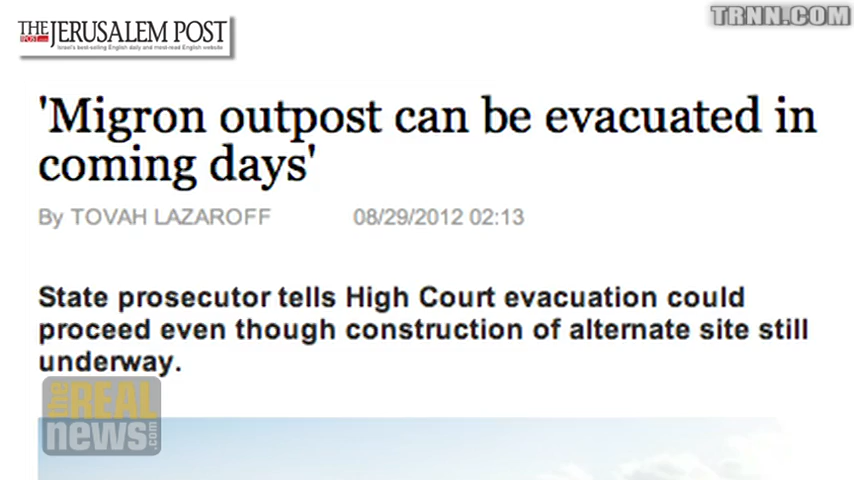 TRNN.COM
THE JERUSALEM POST
Israel's best-selling English daily and most-read English website
'Migron outpost can be evacuated in
coming days'
By TOVAH LAZAROFF 08/29/2012 02:13
State prosecutor tells High Court evacuation could
proceed even though construction of alternate site still
underway.
the REAL
news.com